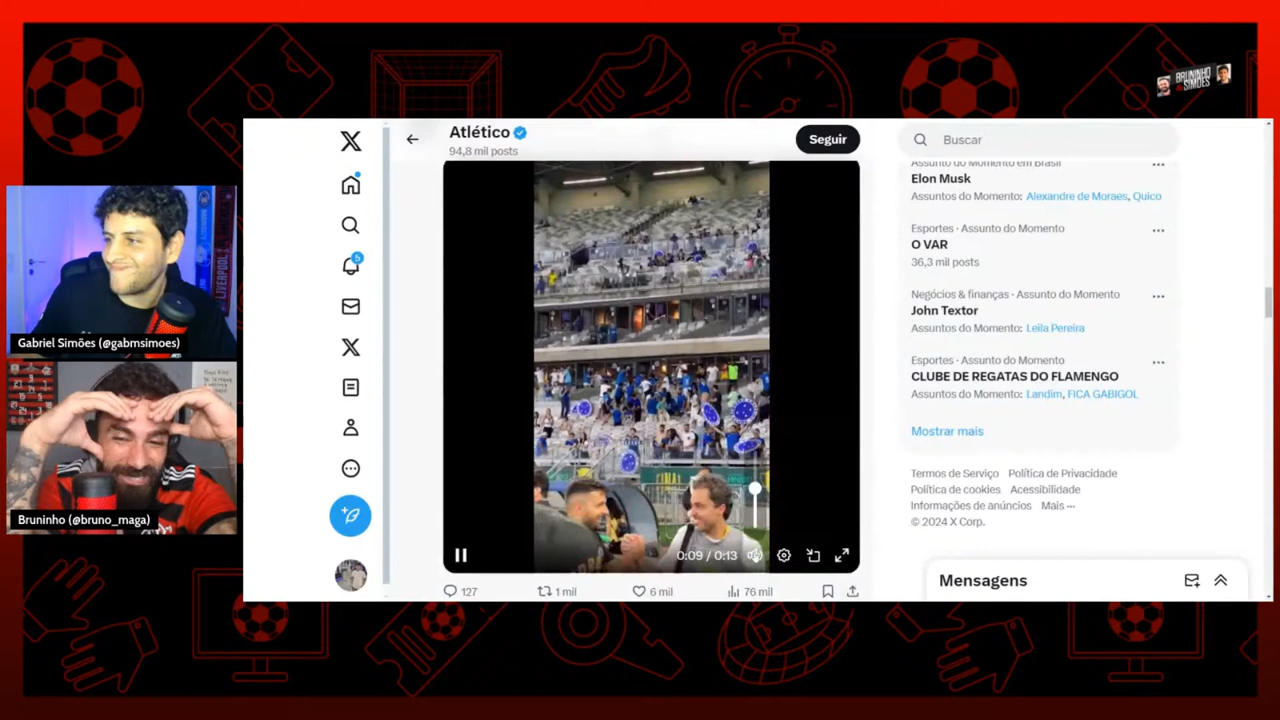 BRUNINHO
& SIMÕES
Atlético
94,8 mil posts
Seguir
Buscar
Assunto do Momento em Brasil
Elon Musk
Assuntos do Momento: Alexandre de Moraes, Quico
Esportes · Assunto do Momento
O VAR
36,3 mil posts
Negócios & finanças · Assunto do Momento
John Textor
Assuntos do Momento: Leila Pereira
Esportes · Assunto do Momento
CLUBE DE REGATAS DO FLAMENGO
Assuntos do Momento: Landim, FICA GABIGOL
Mostrar mais
Termos de Serviço Política de Privacidade
Política de cookies Acessibilidade
Informações de anúncios Mais ···
© 2024 X Corp.
Mensagens
5
0:09 / 0:13
127
1 mil
6 mil
76 mil
LIVERPOOL
Gabriel Simões (@gabmsimoes)
Bruninho (@bruno_maga)